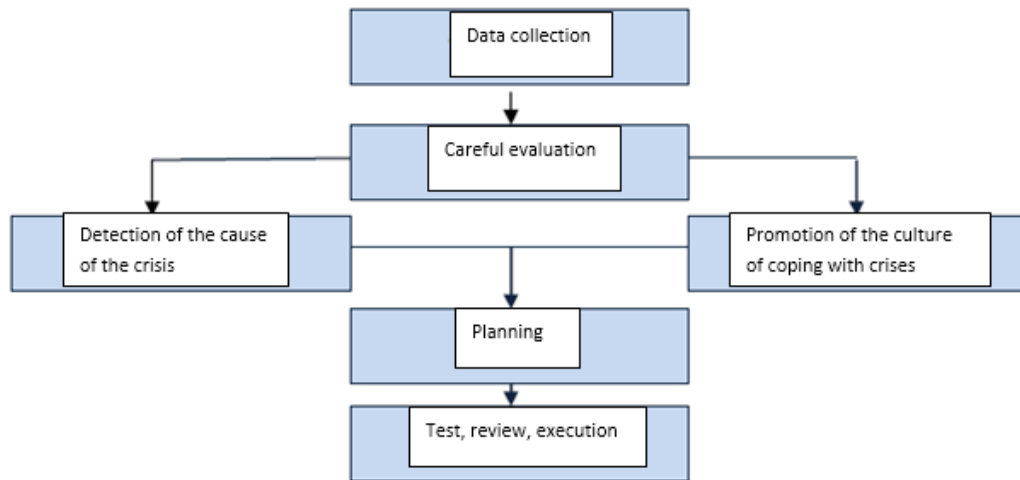 Data collection
Careful evaluation
Detection of the cause
of the crisis
Promotion of the culture
of coping with crises
Planning
Test, review, execution